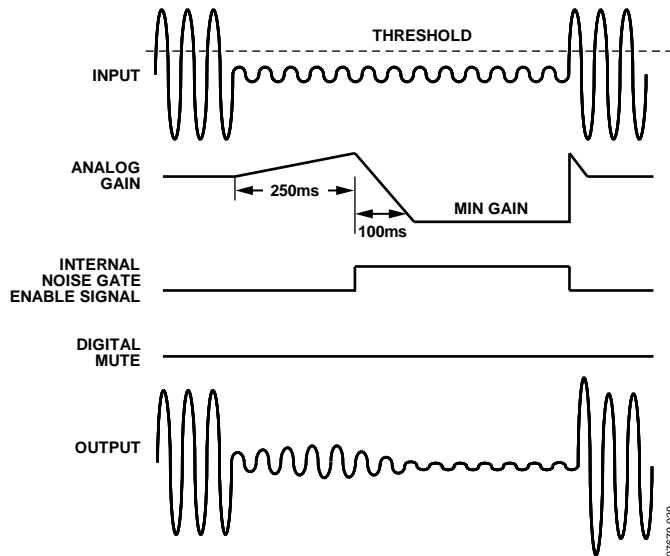 THRESHOLD
INPUT
ANALOG
GAIN
250ms
100ms
MIN GAIN
INTERNAL
NOISE GATE
ENABLE SIGNAL
DIGITAL
MUTE
OUTPUT